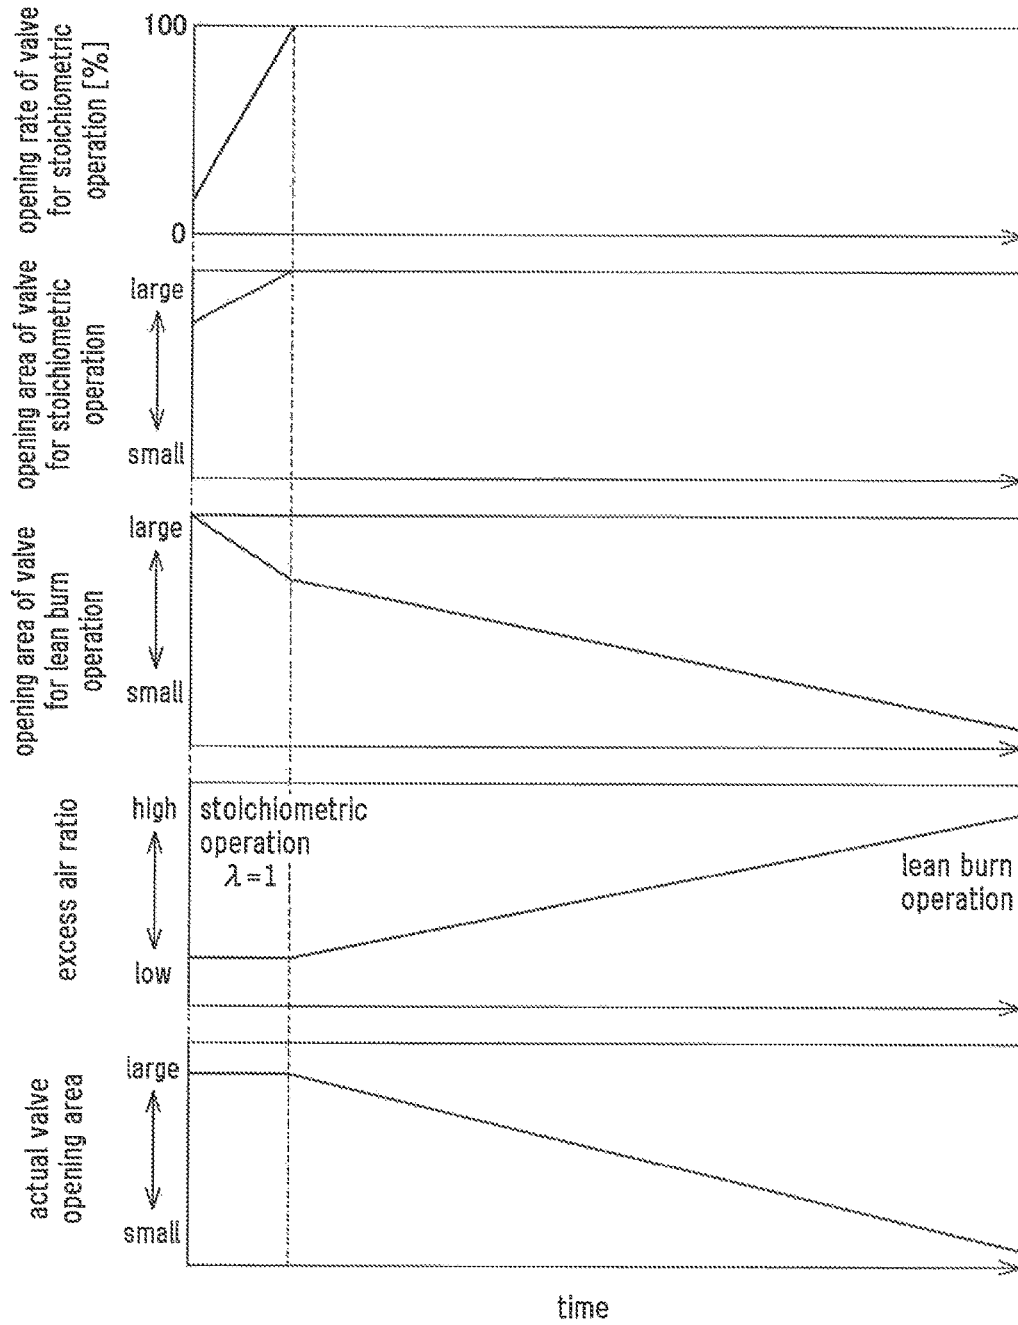 opening rate of valve
for stoichiometric
operation [%]
100
0
opening area of valve
for stoichiometric
operation
large
small
opening area of valve
for lean burn
operation
large
small
excess air ratio
high
low
stoichiometric
operation
λ=1
lean burn
operation
actual valve
opening area
large
small
time